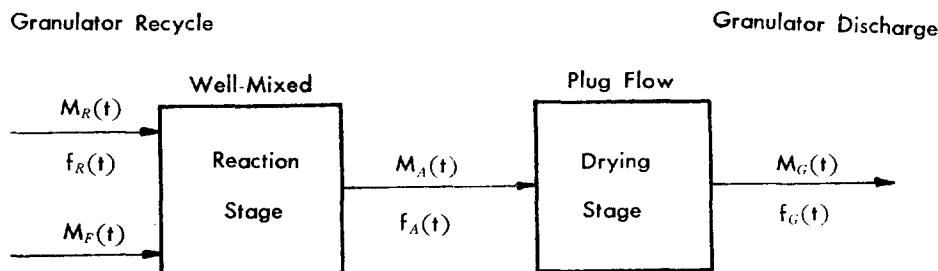 Granulator Recycle
Granulator Discharge
Well-Mixed
Plug Flow
M_R(t)
f_R(t)
Reaction
Stage
M_F(t)
M_A(t)
f_A(t)
Drying
Stage
M_G(t)
f_G(t)